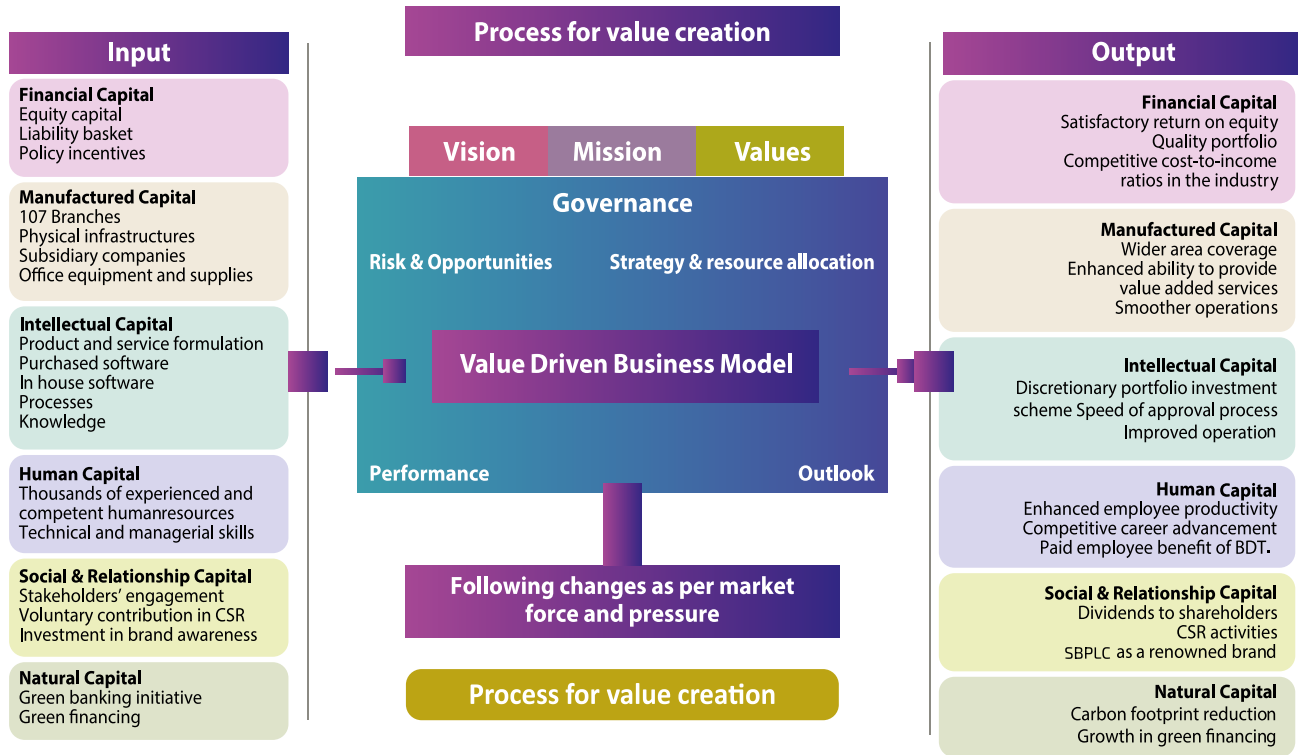 Process for value creation
Input
Financial Capital
Equity capital
Liability basket
Policy incentives
Manufactured Capital
107 Branches
Physical infrastructures
Subsidiary companies
Office equipment and supplies
Intellectual Capital
Product and service formulation
Purchased software
In house software
Processes
Knowledge
Human Capital
Thousands of experienced and
competent humanresources
Technical and managerial skills
Social & Relationship Capital
Stakeholders’ engagement
Voluntary contribution in CSR
Investment in brand awareness
Natural Capital
Green banking initiative
Green financing
Vision
Mission
Values
Governance
Risk & Opportunities
Strategy & resource allocation
Value Driven Business Model
Performance
Outlook
Following changes as per market
force and pressure
Process for value creation
Output
Financial Capital
Satisfactory return on equity
Quality portfolio
Competitive cost-to-income
ratios in the industry
Manufactured Capital
Wider area coverage
Enhanced ability to provide
value added services
Smoother operations
Intellectual Capital
Discretionary portfolio investment
scheme Speed of approval process
Improved operation
Human Capital
Enhanced employee productivity
Competitive career advancement
Paid employee benefit of BDT.
Social & Relationship Capital
Dividends to shareholders
CSR activities
SBPLC as a renowned brand
Natural Capital
Carbon footprint reduction
Growth in green financing